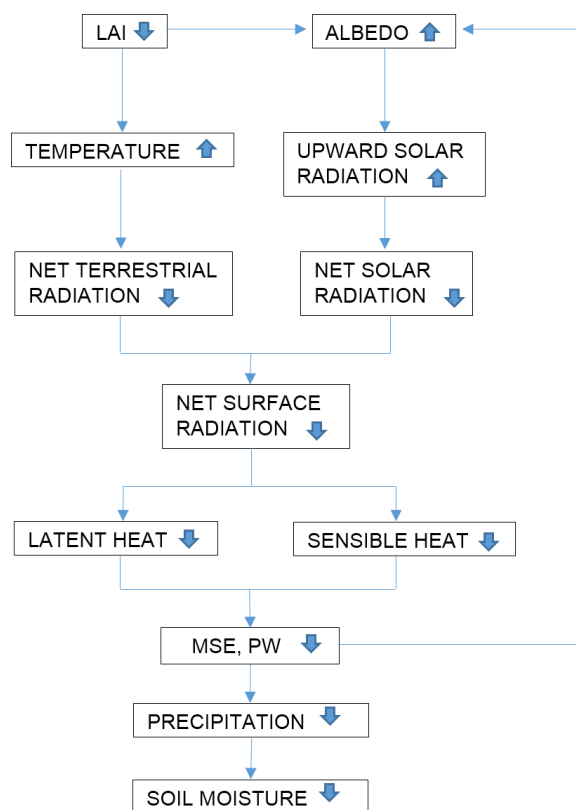 LAI
ALBEDO
TEMPERATURE
UPWARD SOLAR
RADIATION
NET TERRESTRIAL
RADIATION
NET SOLAR
RADIATION
NET SURFACE
RADIATION
LATENT HEAT
SENSIBLE HEAT
MSE, PW
PRECIPITATION
SOIL MOISTURE